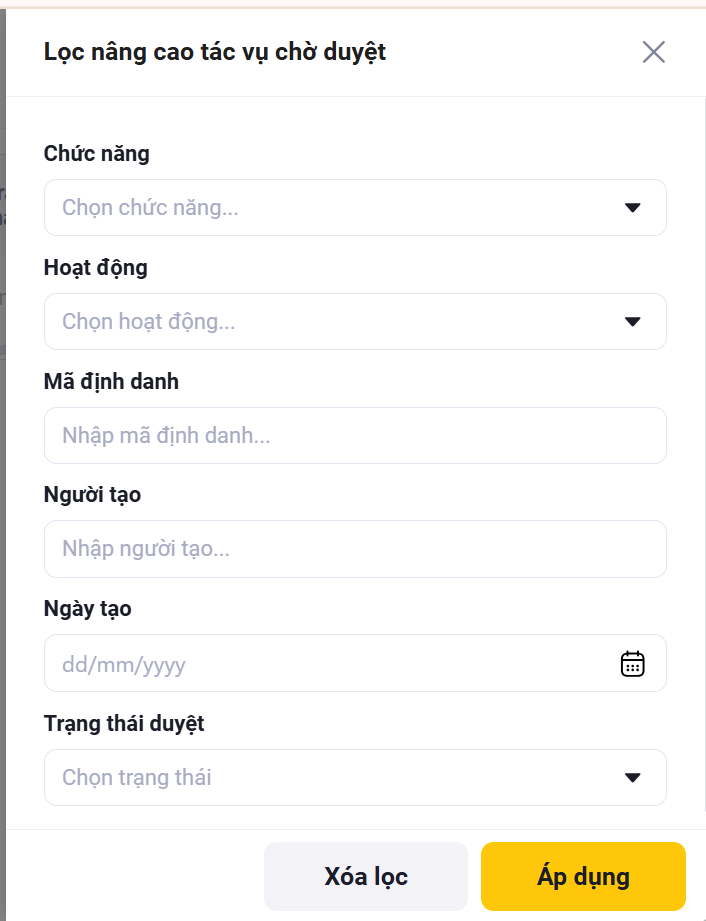 Lọc nâng cao tác vụ chờ duyệt
Chức năng
Chọn chức năng...
Hoạt động
Chọn hoạt động...
Mã định danh
Nhập mã định danh...
Người tạo
Nhập người tạo...
Ngày tạo
dd/mm/yyyy
Trạng thái duyệt
Chọn trạng thái
Xóa lọc
Áp dụng